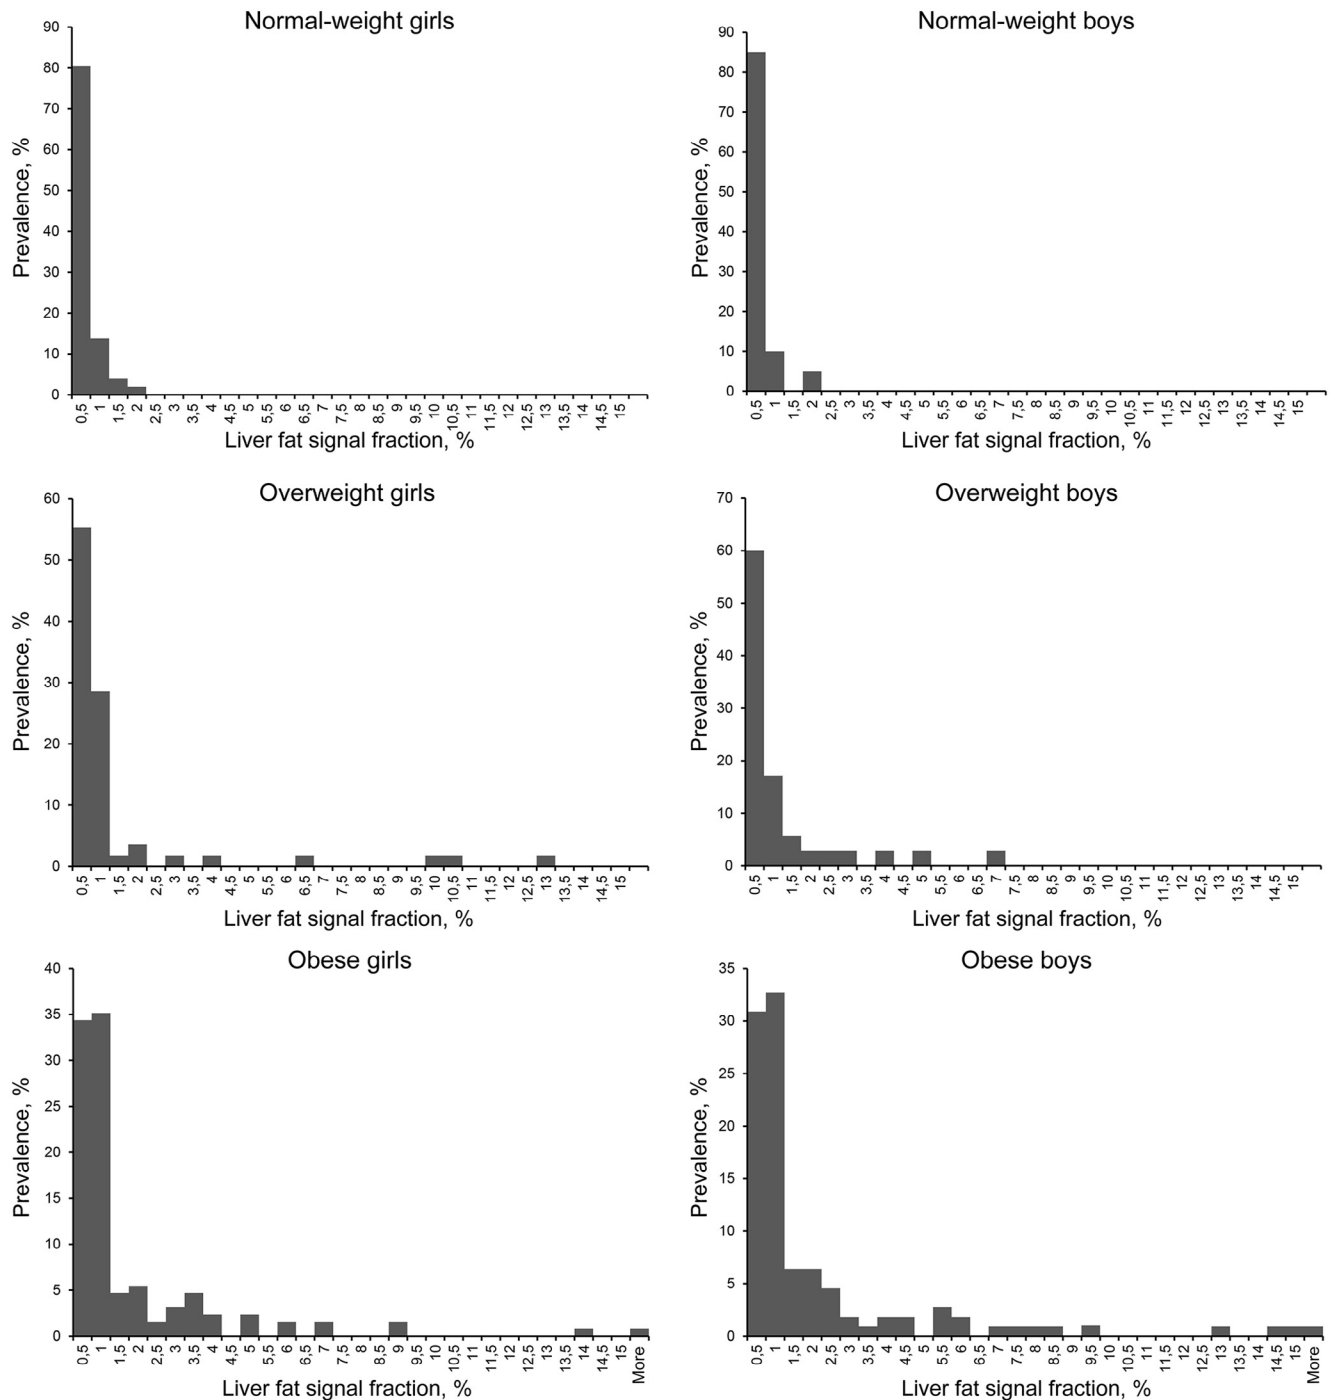 Normal-weight girls
90
80
70
60
50
40
30
20
10
0
Prevalence, %
0,5 1 1,5 2 2,5 3 3,5 4 4,5 5 5,5 6 6,5 7 7,5 8 8,5 9 9,5 10 10,5 11 11,5 12 12,5 13 13,5 14 14,5 15
Liver fat signal fraction, %
Normal-weight boys
90
80
70
60
50
40
30
20
10
0
Prevalence, %
0,5 1 1,5 2 2,5 3 3,5 4 4,5 5 5,5 6 6,5 7 7,5 8 8,5 9 9,5 10 10,5 11 11,5 12 12,5 13 13,5 14 14,5 15
Liver fat signal fraction, %
Overweight girls
60
50
40
30
20
10
0
Prevalence, %
0,5 1 1,5 2 2,5 3 3,5 4 4,5 5 5,5 6 6,5 7 7,5 8 8,5 9 9,5 10 10,5 11 11,5 12 12,5 13 13,5 14 14,5 15
Liver fat signal fraction, %
Overweight boys
70
60
50
40
30
20
10
0
Prevalence, %
0,5 1 1,5 2 2,5 3 3,5 4 4,5 5 5,5 6 6,5 7 7,5 8 8,5 9 9,5 10 10,5 11 11,5 12 12,5 13 13,5 14 14,5 15
Liver fat signal fraction, %
Obese girls
40
35
30
25
20
15
10
5
0
Prevalence, %
0,5 1 1,5 2 2,5 3 3,5 4 4,5 5 5,5 6 6,5 7 7,5 8 8,5 9 9,5 10 10,5 11 11,5 12 12,5 13 13,5 14 14,5 15 More
Liver fat signal fraction, %
Obese boys
35
30
25
20
15
10
5
0
Prevalence, %
0,5 1 1,5 2 2,5 3 3,5 4 4,5 5 5,5 6 6,5 7 7,5 8 8,5 9 9,5 10 10,5 11 11,5 12 12,5 13 13,5 14 14,5 15 More
Liver fat signal fraction, %